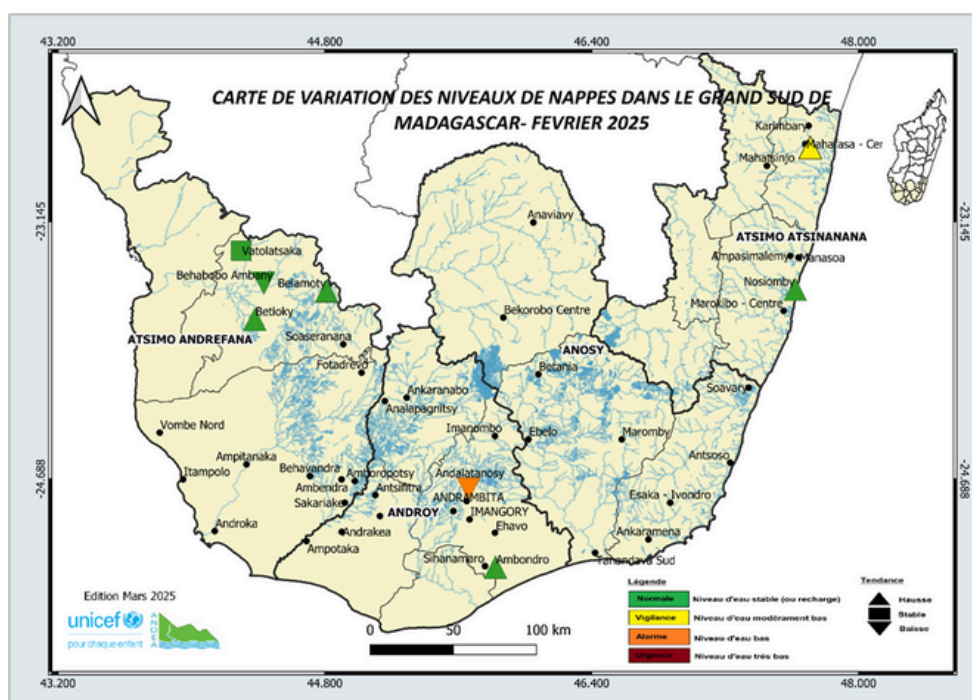 43.200 44.800 46.400 48.000
CARTE DE VARIATION DES NIVEAUX DE NAPPES DANS LE GRAND SUD DE
MADAGASCAR- FEVRIER 2025
Karimbary
Maharasa - Cer
Mahatsinjo
-23.145 -23.145
Anaviavy
ATSIMO ATSINANANA
Vatolatsaka
Ampasimalemy
Manasoa
Behabobo Ambany
Belamoty
Nosiomby
Betioky
Bekorobo Centre
Marokibo - Centre
ATSIMO ANDREFANA
Soaseranana
ANOSY
Fotadrevo
Betania
Soavary
Ankaranabo
Analapagnitsy
Vombe Nord
Imanombo
Ebelo
Maromby
Ampitanaka
Antsoso
Itampolo
Behavandra
Amboropotsy
Andalatanosy
-24.688 -24.688
Ambendra
Antsifitra
ANDRAMBITA
Esaka - Ivondro
Sakariake
ANDROY
IMANGORY
Androka
Andrakea
Ehavo
Ankaramena
Ampotaka
Sihanamaro
Ambondro
Fanandava Sud
Edition Mars 2025
unicef
pour chaque enfant
ANDEA
0 50 100 km
Légende
Normale Niveau d'eau stable (ou recharge)
Vigilance Niveau d'eau modérament bas
Alarme Niveau d'eau bas
Urgence Niveau d'eau très bas
Tendance
Hausse
Stable
Baisse
43.200 44.800 46.400 48.000